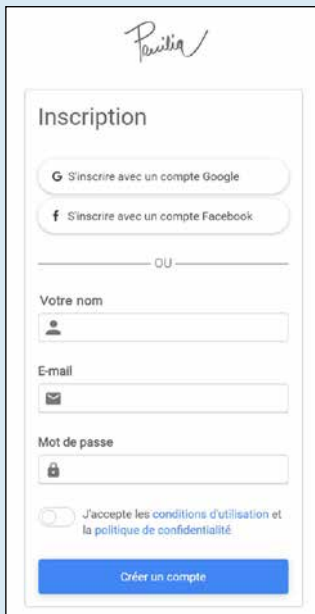 Familiq
Inscription
G S'inscrire avec un compte Google
f S'inscrire avec un compte Facebook
OU
Votre nom
E-mail
Mot de passe
J'accepte les conditions d'utilisation et
la politique de confidentialité
Créer un compte